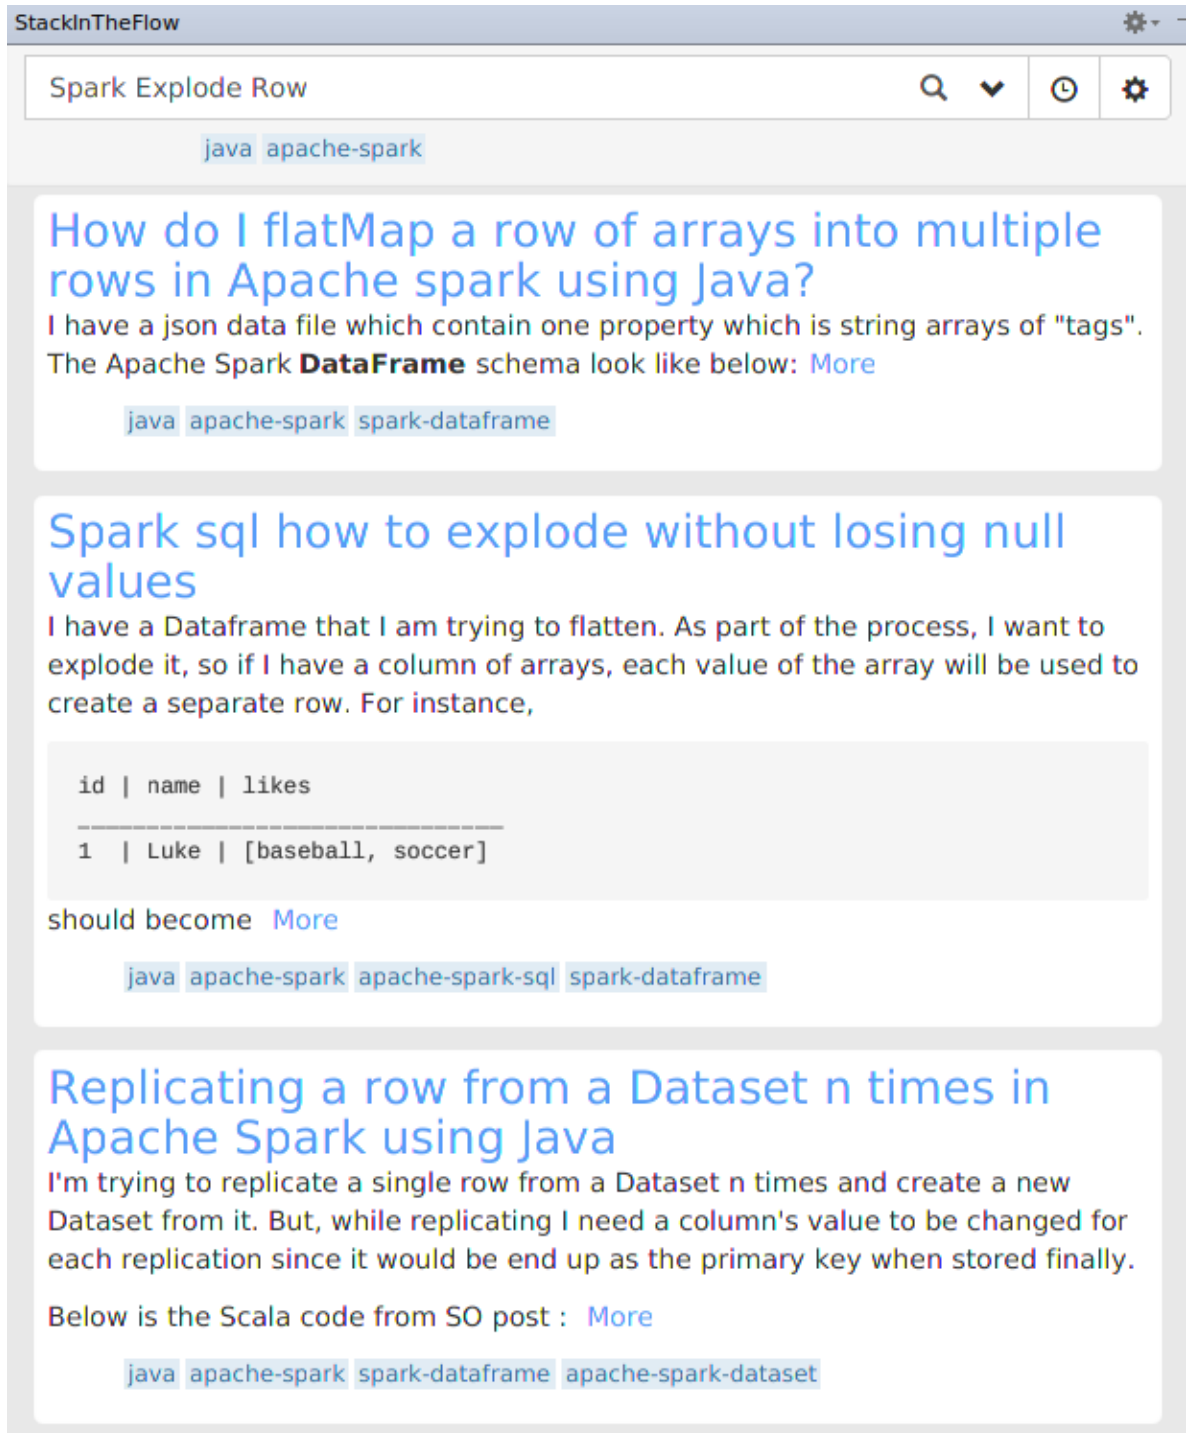 StackInTheFlow
Spark Explode Row
java apache-spark
How do I flatMap a row of arrays into multiple
rows in Apache spark using Java?
I have a json data file which contain one property which is string arrays of "tags".
The Apache Spark DataFrame schema look like below: More
java apache-spark spark-dataframe
Spark sql how to explode without losing null
values
I have a Dataframe that I am trying to flatten. As part of the process, I want to
explode it, so if I have a column of arrays, each value of the array will be used to
create a separate row. For instance,
id | name | likes
_______________________________
1 | Luke | [baseball, soccer]
should become More
java apache-spark apache-spark-sql spark-dataframe
Replicating a row from a Dataset n times in
Apache Spark using Java
I'm trying to replicate a single row from a Dataset n times and create a new
Dataset from it. But, while replicating I need a column's value to be changed for
each replication since it would be end up as the primary key when stored finally.
Below is the Scala code from SO post : More
java apache-spark spark-dataframe apache-spark-dataset